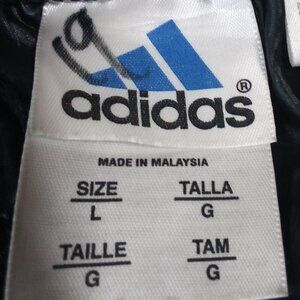 adidas®
MADE IN MALAYSIA
SIZE TALLA
L G
TAILLE TAM
G G